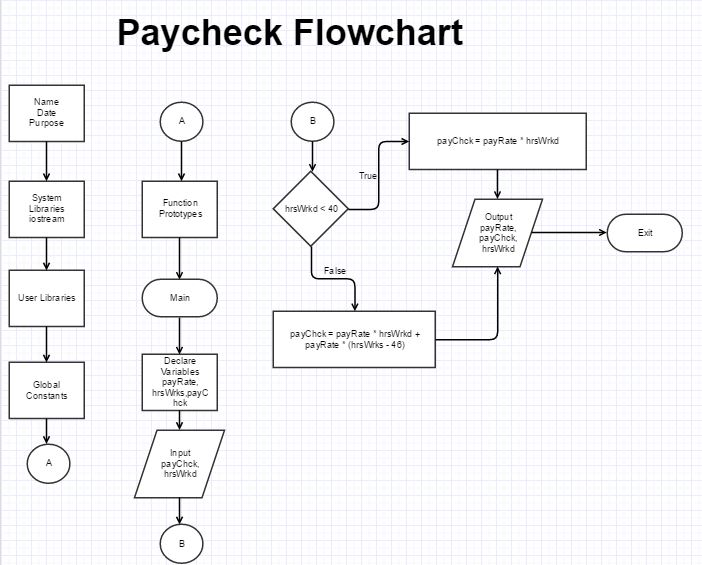 Paycheck Flowchart
Name
Date
Purpose
System
Libraries
iostream
User Libraries
Global
Constants
A
A
Function
Prototypes
Main
Declare
Variables
payRate,
hrsWrks,payC
hck
Input
payChck,
hrsWrkd
B
B
hrsWrkd < 40
True
False
payChck = payRate * hrsWrkd
payChck = payRate * hrsWrkd +
payRate * (hrsWrks - 46)
Output
payRate,
payChck,
hrsWrkd
Exit